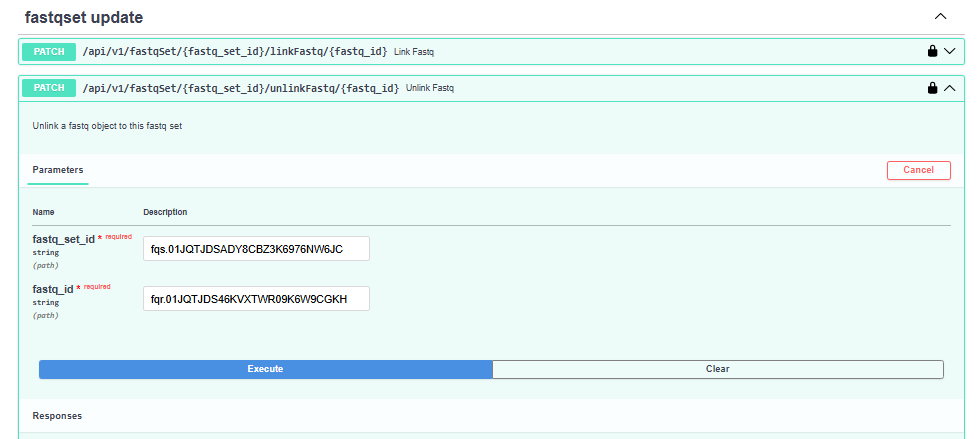 fastqset update
PATCH /api/v1/fastqSet/{fastq_set_id}/linkFastq/{fastq_id} Link Fastq
PATCH /api/v1/fastqSet/{fastq_set_id}/unlinkFastq/{fastq_id} Unlink Fastq
Unlink a fastq object to this fastq set
Parameters Cancel
Name Description
fastq_set_id * required
string
(path)
fqs.01JQTJDSADY8CBZ3K6976NW6JC
fastq_id * required
string
(path)
fqr.01JQTJDS46KVXTWR09K6W9CGKH
Execute Clear
Responses